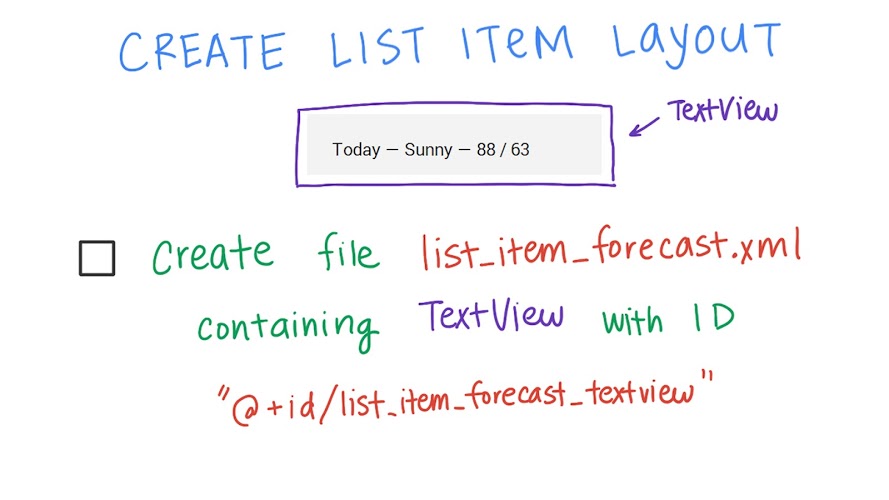 CREATE LIST ITEM LAYOUT
TextView
Today — Sunny — 88 / 63
Create file list_item_forecast.xml
containing TextView with ID
"@+id/list_item_forecast_textview"